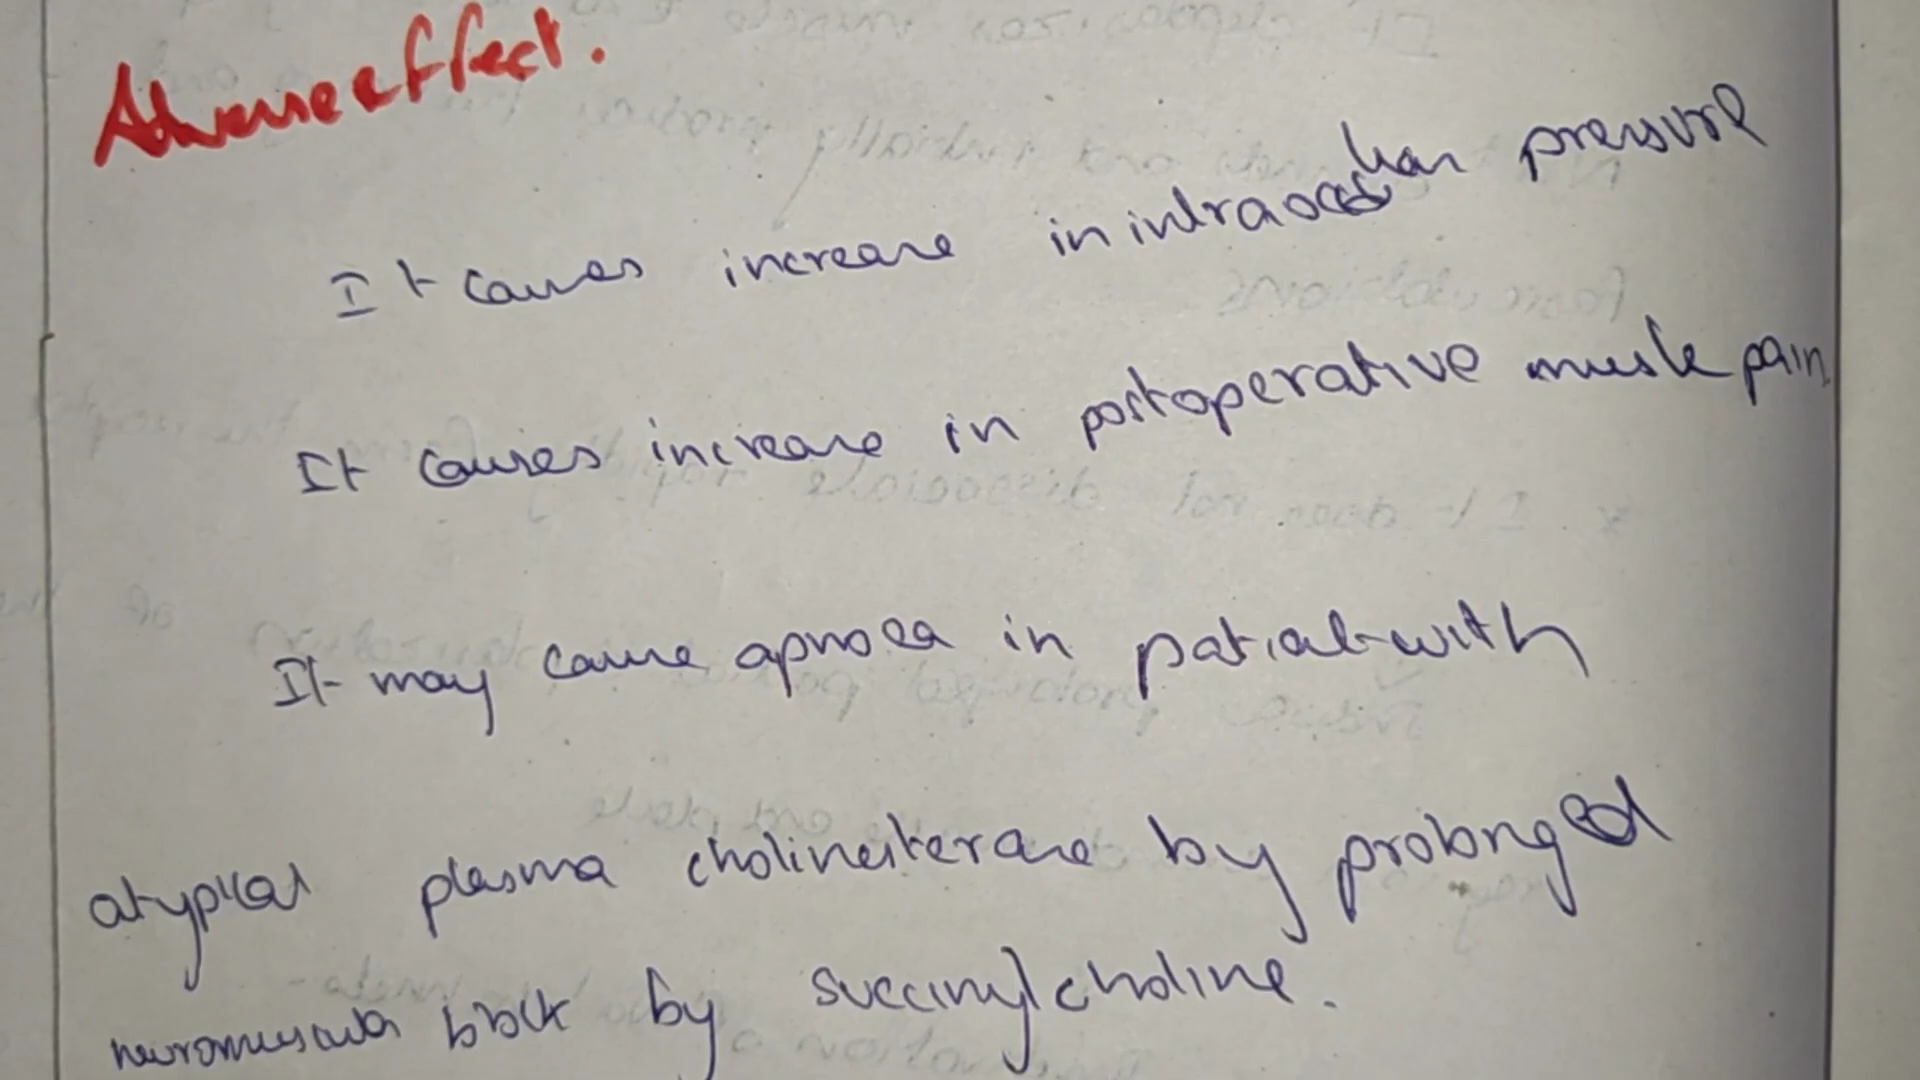 Adverse effect.
It causes increase in intraocular pressure
It causes increase in postoperative muscle pain
It may cause apnoea in patient with
atypical plasma cholinesterase by prolonged
neuromuscular block by succinylcholine.